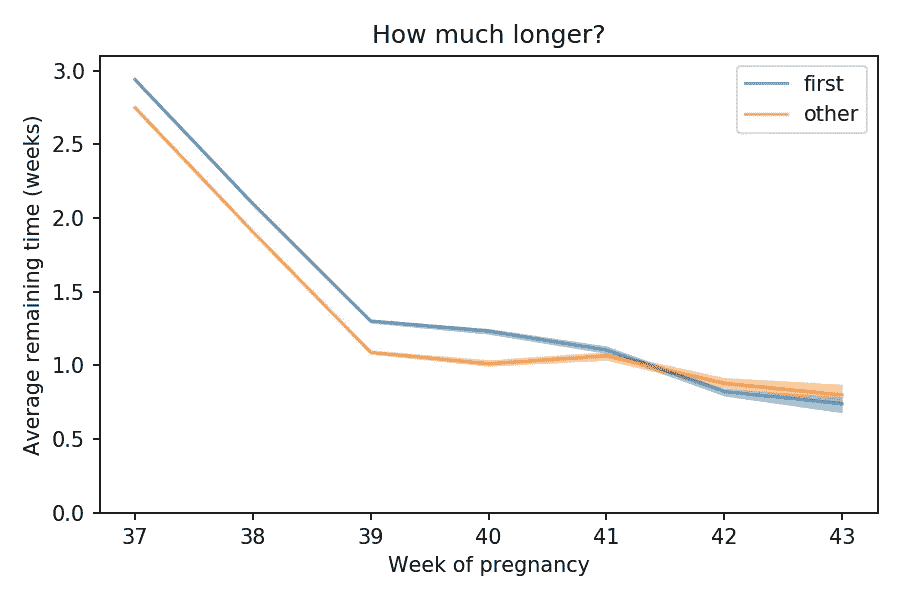 How much longer?
first
other
Average remaining time (weeks)
3.0
2.5
2.0
1.5
1.0
0.5
0.0
37 38 39 40 41 42 43
Week of pregnancy